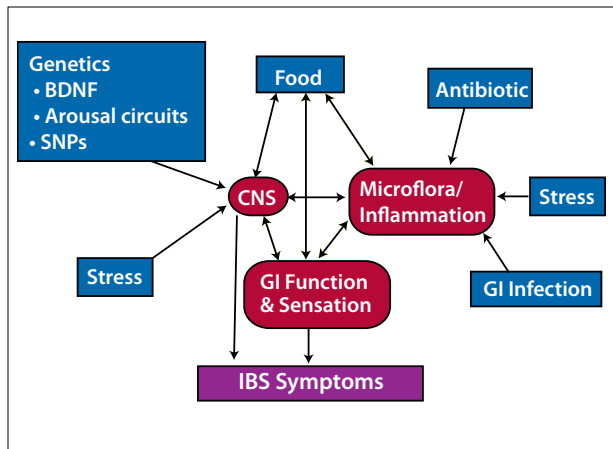 Genetics
• BDNF
• Arousal circuits
• SNPs
Food
Antibiotic
CNS
Microflora/
Inflammation
Stress
Stress
GI Function
& Sensation
GI Infection
IBS Symptoms